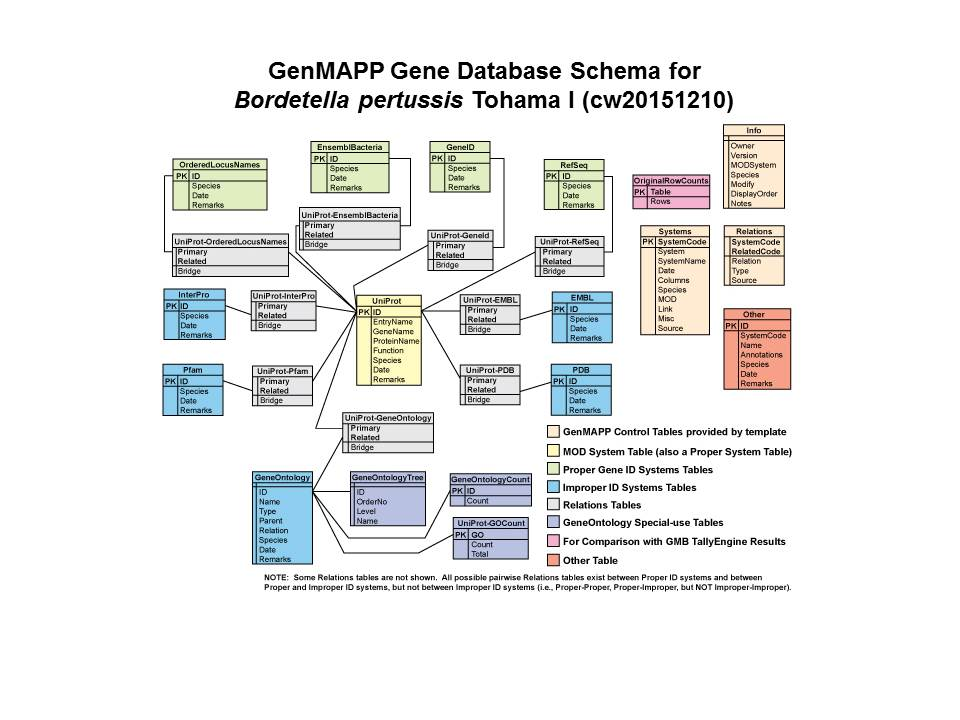 GenMAPP Gene Database Schema for
Bordetella pertussis Tohama I (cw20151210)
Info
Owner
Version
MODSystem
Species
Modify
DisplayOrder
Notes
OrderedLocusNames
PK ID
Species
Date
Remarks
EnsemblBacteria
PK ID
Species
Date
Remarks
GeneID
PK ID
Species
Date
Remarks
RefSeq
PK ID
Species
Date
Remarks
OriginalRowCounts
PK Table
Rows
UniProt-OrderedLocusNames
Primary
Related
Bridge
UniProt-EnsemblBacteria
Primary
Related
Bridge
UniProt-GeneId
Primary
Related
Bridge
UniProt-RefSeq
Primary
Related
Bridge
Systems
PK SystemCode
System
SystemName
Date
Columns
Species
MOD
Link
Misc
Source
Relations
SystemCode
RelatedCode
Relation
Type
Source
InterPro
PK ID
Species
Date
Remarks
UniProt-InterPro
Primary
Related
Bridge
UniProt
PK ID
EntryName
GeneName
ProteinName
Function
Species
Date
Remarks
UniProt-EMBL
Primary
Related
Bridge
EMBL
PK ID
Species
Date
Remarks
Other
PK ID
SystemCode
Name
Annotations
Species
Date
Remarks
Pfam
PK ID
Species
Date
Remarks
UniProt-Pfam
Primary
Related
Bridge
UniProt-PDB
Primary
Related
Bridge
PDB
PK ID
Species
Date
Remarks
UniProt-GeneOntology
Primary
Related
Bridge
GeneOntology
ID
Name
Type
Parent
Relation
Species
Date
Remarks
GeneOntologyTree
ID
OrderNo
Level
Name
GeneOntologyCount
PK ID
Count
UniProt-GOCount
PK GO
Count
Total
GenMAPP Control Tables provided by template
MOD System Table (also a Proper System Table)
Proper Gene ID Systems Tables
Improper ID Systems Tables
Relations Tables
GeneOntology Special-use Tables
For Comparison with GMB TallyEngine Results
Other Table
NOTE: Some Relations tables are not shown. All possible pairwise Relations tables exist between Proper ID systems and between
Proper and Improper ID systems, but not between Improper ID systems (i.e., Proper-Proper, Proper-Improper, but NOT Improper-Improper).